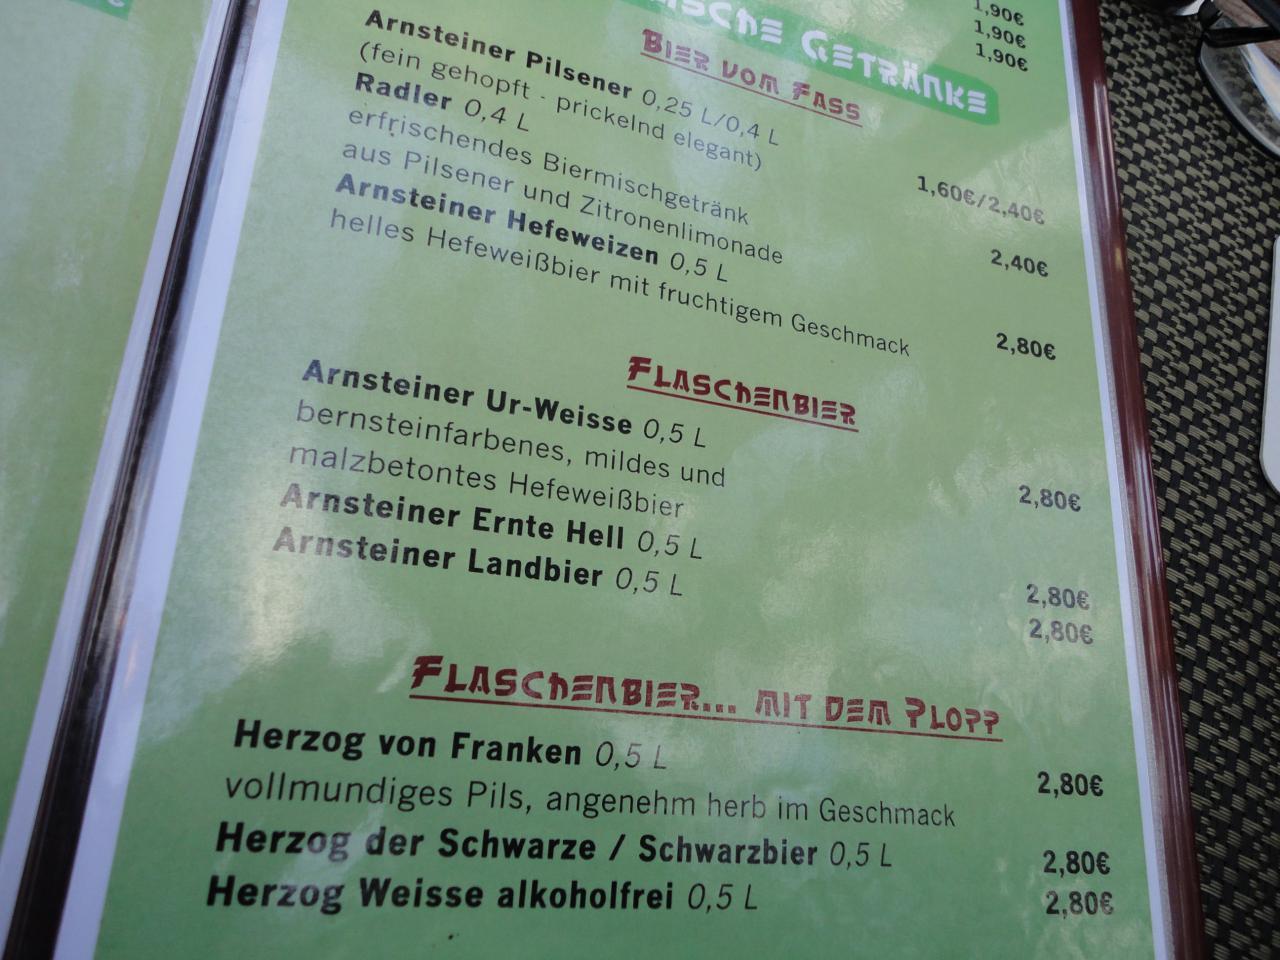 1,90€
1,90€
1,90€
GETRÄNKE
BIER VOM FASS
Arnsteiner Pilsener 0,25 L/0,4 L
(fein gehopft - prickelnd elegant)
1,60€/2,40€
Radler 0,4 L
erfrischendes Biermischgetränk
aus Pilsener und Zitronenlimonade
2,40€
Arnsteiner Hefeweizen 0,5 L
helles Hefeweißbier mit fruchtigem Geschmack
2,80€
FLASCHENBIER
Arnsteiner Ur-Weisse 0,5 L
bernsteinfarbenes, mildes und
malzbetontes Hefeweißbier
2,80€
Arnsteiner Ernte Hell 0,5 L
2,80€
Arnsteiner Landbier 0,5 L
2,80€
FLASCHENBIER... MIT DEM PLOPP
Herzog von Franken 0,5 L
vollmundiges Pils, angenehm herb im Geschmack
2,80€
Herzog der Schwarze / Schwarzbier 0,5 L
2,80€
Herzog Weisse alkoholfrei 0,5 L
2,80€